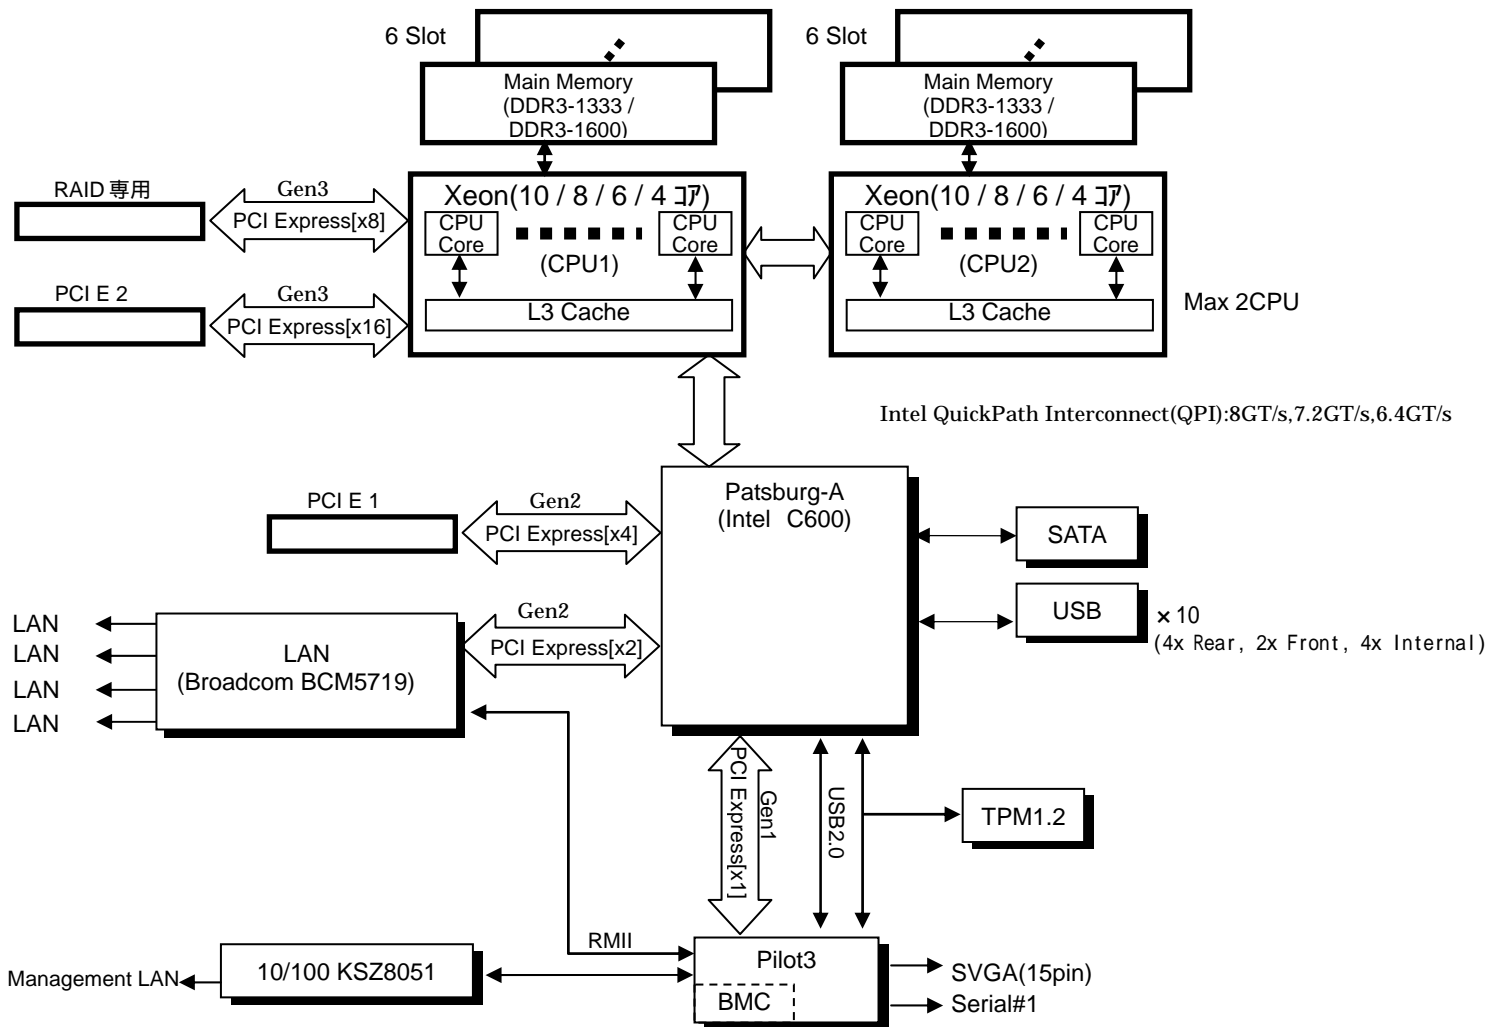 6 Slot
Main Memory
(DDR3-1333 /
DDR3-1600)
6 Slot
Main Memory
(DDR3-1333 /
DDR3-1600)
RAID 専用
Gen3
PCI Express[x8]
PCI E 2
Gen3
PCI Express[x16]
Xeon(10 / 8 / 6 / 4 ｺｱ)
CPU
Core
CPU
Core
(CPU1)
L3 Cache
Xeon(10 / 8 / 6 / 4 ｺｱ)
CPU
Core
CPU
Core
(CPU2)
L3 Cache
Max 2CPU
Intel QuickPath Interconnect(QPI):8GT/s,7.2GT/s,6.4GT/s
PCI E 1
Gen2
PCI Express[x4]
Patsburg-A
(Intel C600)
SATA
USB
×10
(4x Rear, 2x Front, 4x Internal)
LAN
LAN
LAN
LAN
LAN
(Broadcom BCM5719)
Gen2
PCI Express[x2]
Gen1
PCI Express[x1]
USB2.0
TPM1.2
RMII
Management LAN
10/100 KSZ8051
Pilot3
BMC
SVGA(15pin)
Serial#1